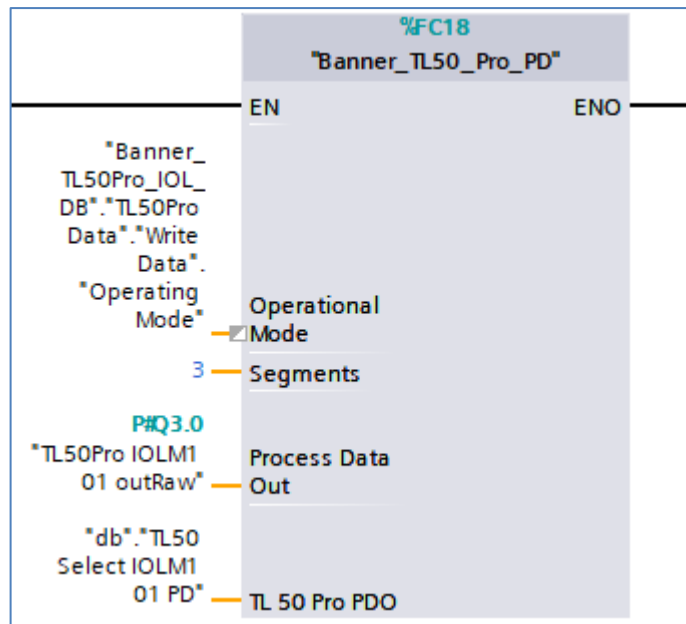 %FC18
"Banner_TL50_Pro_PD"
EN
ENO
"Banner_
TL50Pro_IOL_
DB"."TL50Pro
Data"."Write
Data".
"Operating
Mode"
Operational
Mode
3
Segments
P#Q3.0
"TL50Pro IOLM1
01 outRaw"
Process Data
Out
"db"."TL50
Select IOLM1
01 PD"
TL 50 Pro PDO